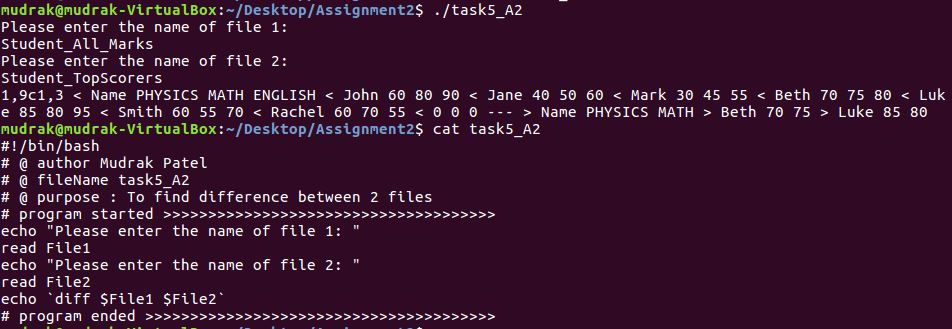 mudrak@mudrak-VirtualBox:~/Desktop/Assignment2$ ./task5_A2
Please enter the name of file 1:
Student_All_Marks
Please enter the name of file 2:
Student_TopScorers
1,9c1,3 < Name PHYSICS MATH ENGLISH < John 60 80 90 < Jane 40 50 60 < Mark 30 45 55 < Beth 70 75 80 < Luk
e 85 80 95 < Smith 60 55 70 < Rachel 60 70 55 < 0 0 0 --- > Name PHYSICS MATH > Beth 70 75 > Luke 85 80
mudrak@mudrak-VirtualBox:~/Desktop/Assignment2$ cat task5_A2
#!/bin/bash
# @ author Mudrak Patel
# @ fileName task5_A2
# @ purpose : To find difference between 2 files
# program started >>>>>>>>>>>>>>>>>>>>>>>>>>>>>>>>>>>>>
echo "Please enter the name of file 1: "
read File1
echo "Please enter the name of file 2: "
read File2
echo `diff $File1 $File2`
# program ended >>>>>>>>>>>>>>>>>>>>>>>>>>>>>>>>>>>>>>>